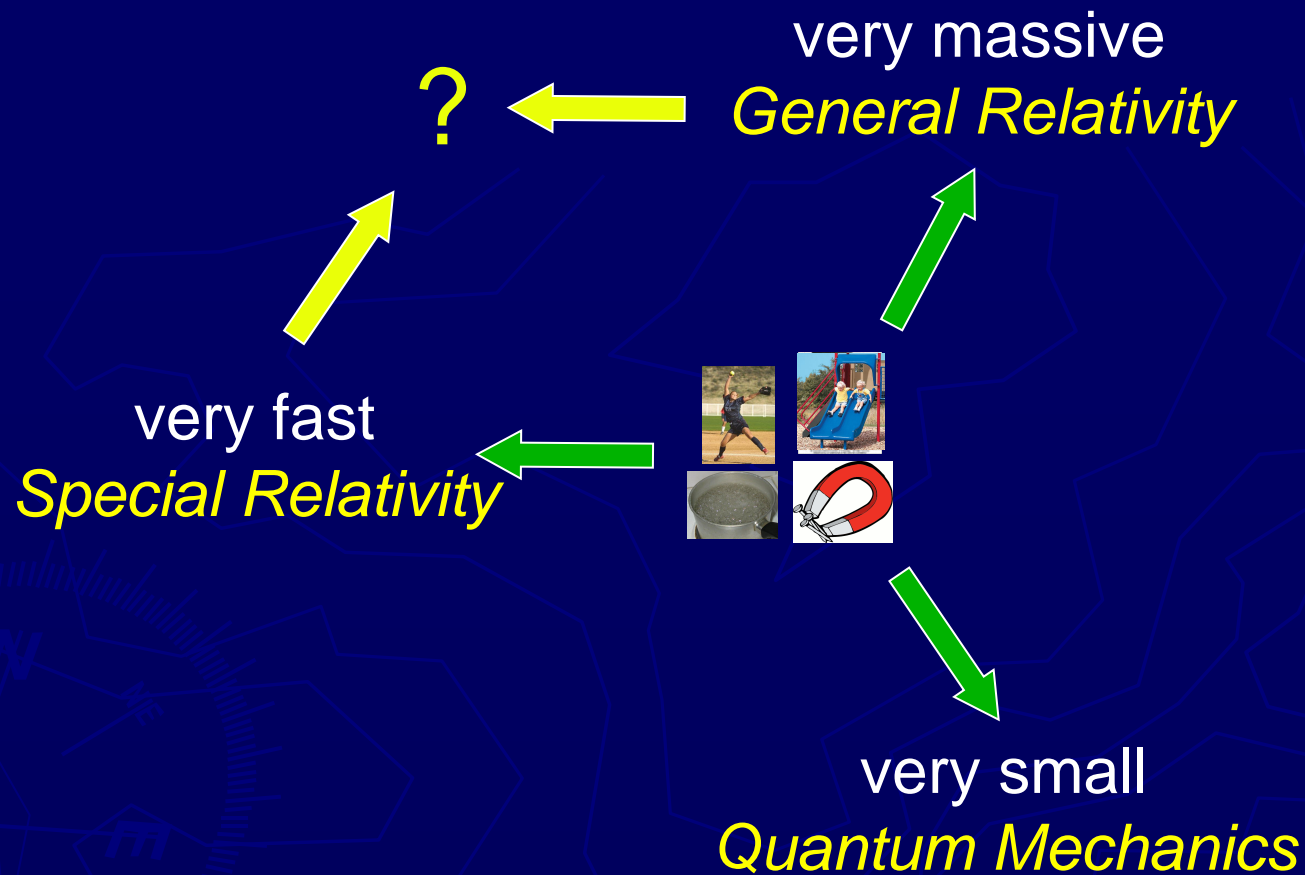 very massive
General Relativity
?
very fast
Special Relativity
very small
Quantum Mechanics